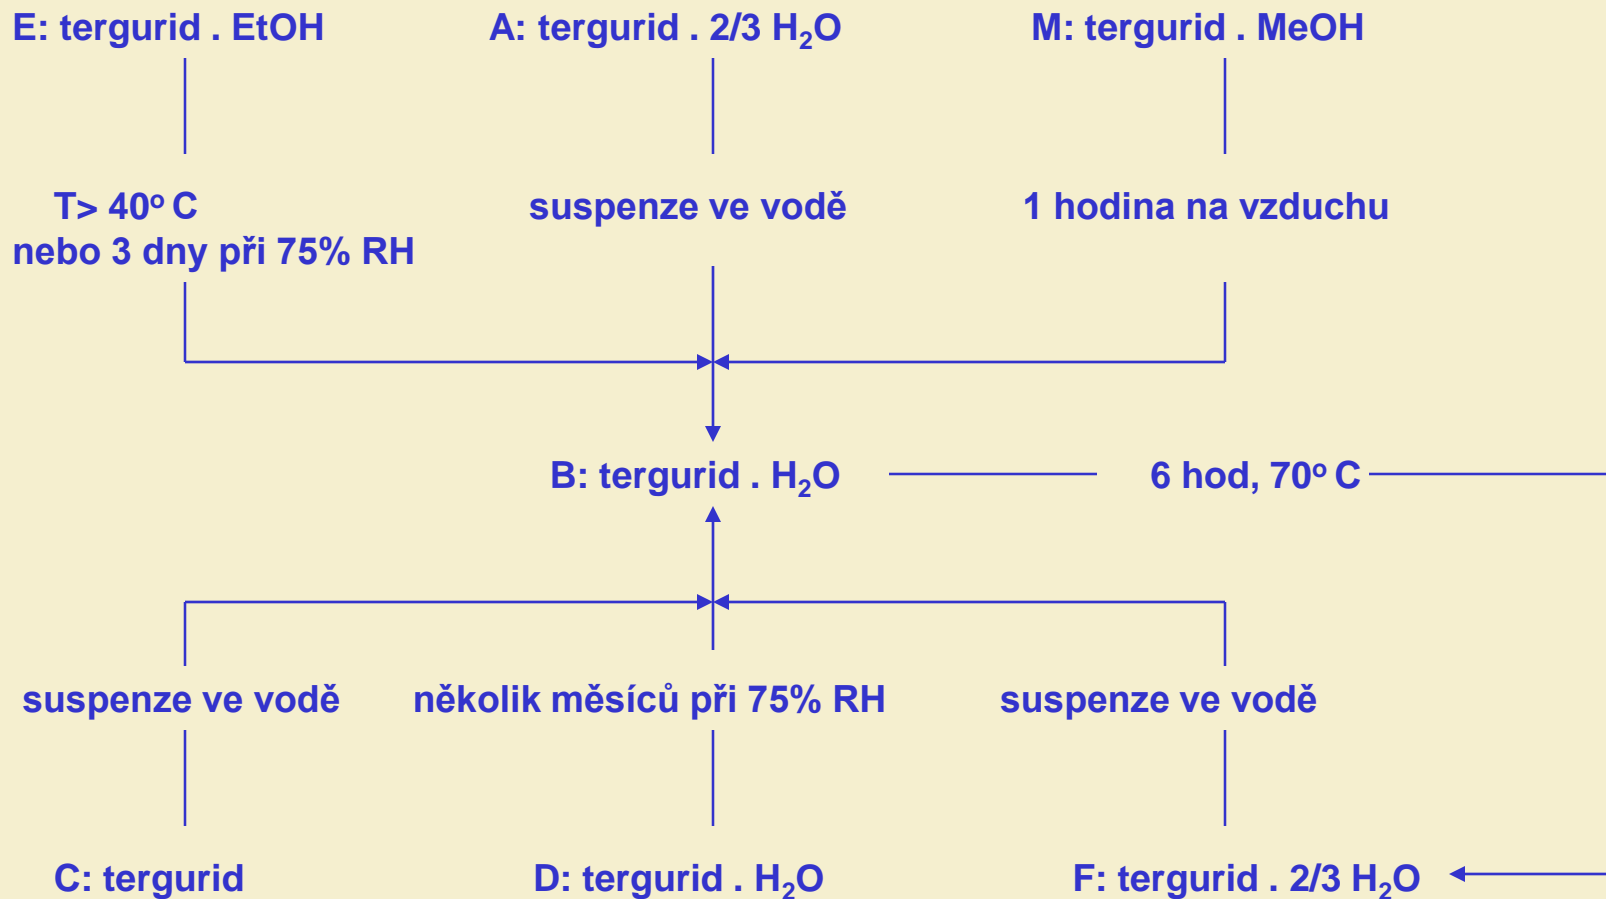 E: tergurid . EtOH
A: tergurid . 2/3 H₂O
M: tergurid . MeOH
T> 40° C
nebo 3 dny při 75% RH
suspenze ve vodě
1 hodina na vzduchu
B: tergurid . H₂O
6 hod, 70° C
suspenze ve vodě
několik měsíců při 75% RH
suspenze ve vodě
C: tergurid
D: tergurid . H₂O
F: tergurid . 2/3 H₂O